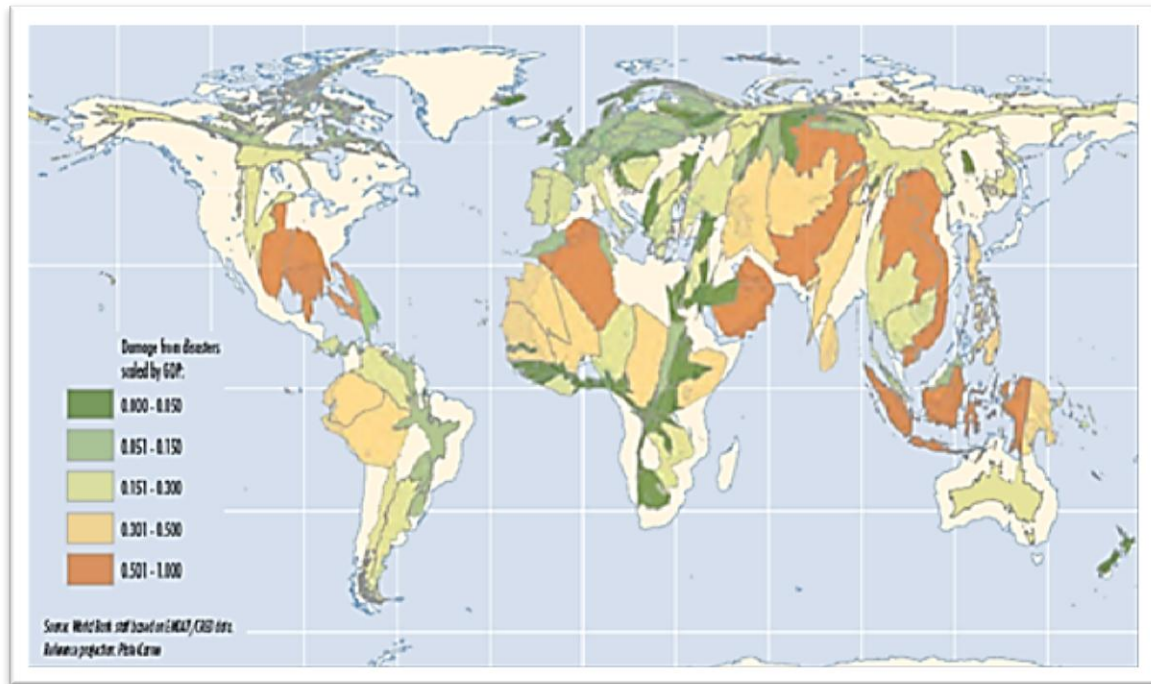 Damage from disasters
scaled by GDP:
0.000 - 0.050
0.051 - 0.150
0.151 - 0.300
0.301 - 0.500
0.501 - 1.000
Source: World Bank staff based on EMDAT/CRED data.
Reference projection: Plate Carree